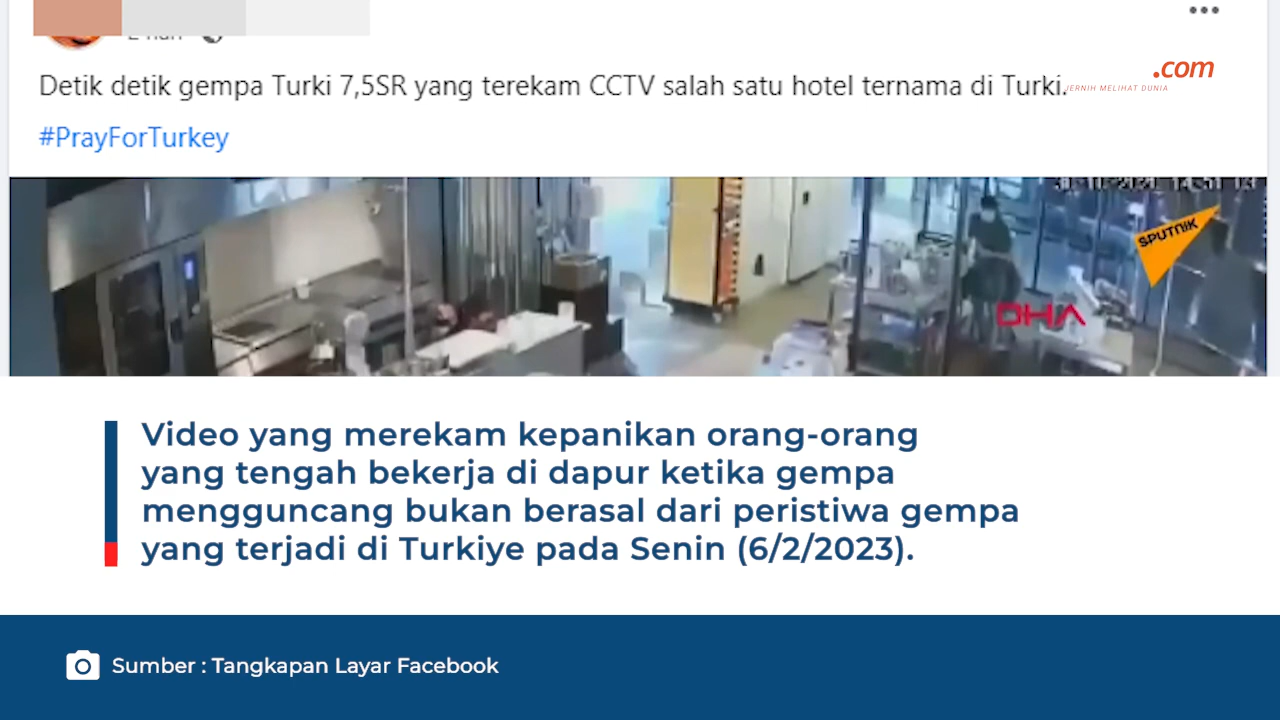 Detik detik gempa Turki 7,5SR yang terekam CCTV salah satu hotel ternama di Turki.
.com
JERNIH MELIHAT DUNIA
#PrayForTurkey
SPUTNIK
DHA
Video yang merekam kepanikan orang-orang
yang tengah bekerja di dapur ketika gempa
mengguncang bukan berasal dari peristiwa gempa
yang terjadi di Turkiye pada Senin (6/2/2023).
Sumber : Tangkapan Layar Facebook